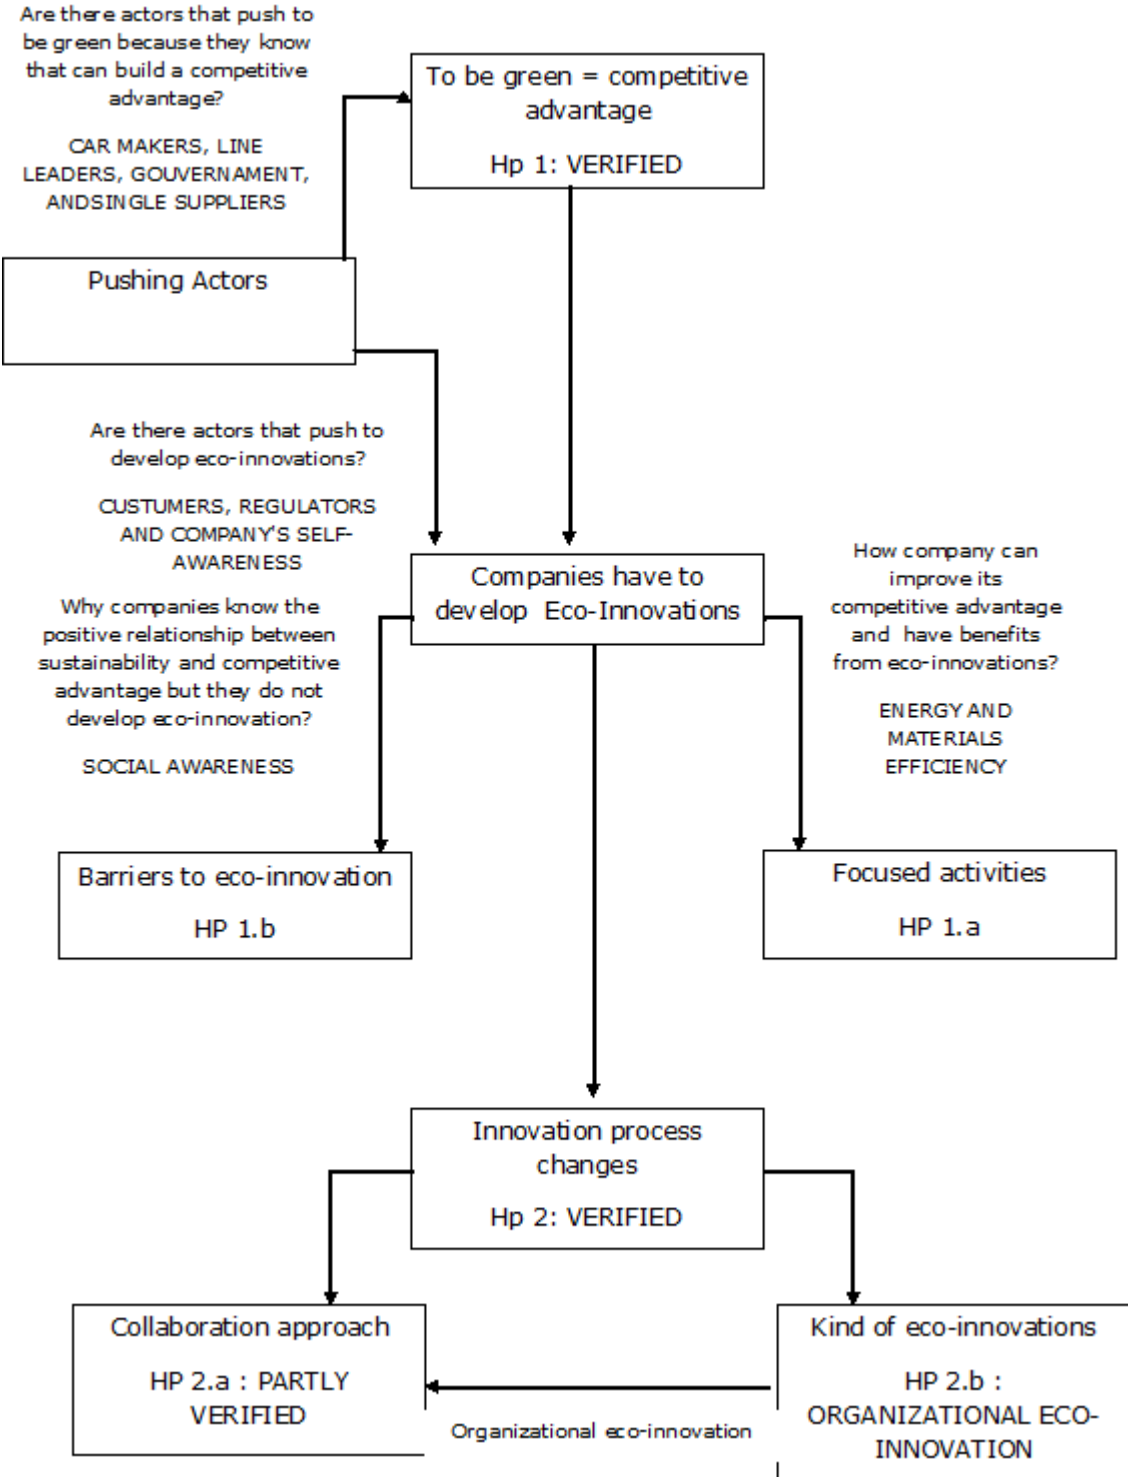 Are there actors that push to
be green because they know
that can build a competitive
advantage?
CAR MAKERS, LINE
LEADERS, GOUVERNAMENT,
ANDSINGLE SUPPLIERS
To be green = competitive
advantage
Hp 1: VERIFIED
Pushing Actors
Are there actors that push to
develop eco-innovations?
CUSTUMERS, REGULATORS
AND COMPANY'S SELF-
AWARENESS
Companies have to
develop Eco-Innovations
Why companies know the
positive relationship between
sustainability and competitive
advantage but they do not
develop eco-innovation?
SOCIAL AWARENESS
How company can
improve its
competitive advantage
and have benefits
from eco-innovations?
ENERGY AND
MATERIALS
EFFICIENCY
Barriers to eco-innovation
HP 1.b
Focused activities
HP 1.a
Innovation process
changes
Hp 2: VERIFIED
Collaboration approach
HP 2.a : PARTLY
VERIFIED
Organizational eco-innovation
Kind of eco-innovations
HP 2.b :
ORGANIZATIONAL ECO-
INNOVATION